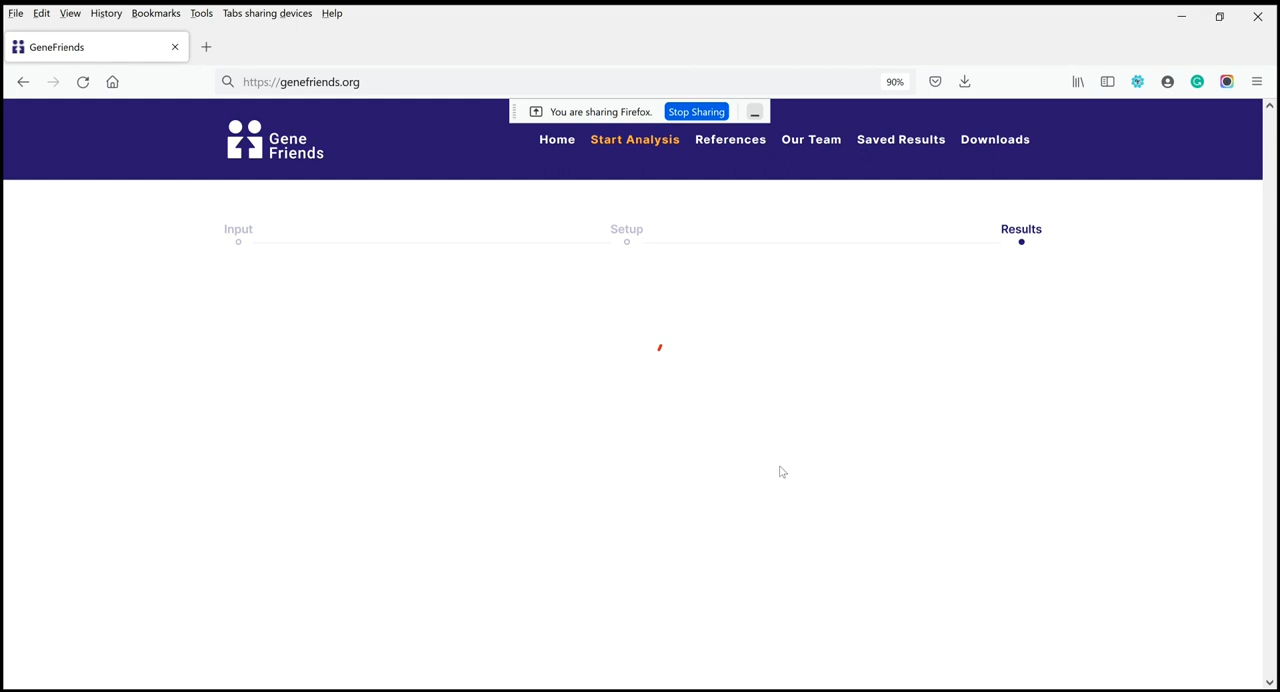 File Edit View History Bookmarks Tools Tabs sharing devices Help
GeneFriends
https://genefriends.org
90%
You are sharing Firefox. Stop Sharing
Gene
Friends
Home Start Analysis References Our Team Saved Results Downloads
Input Setup Results